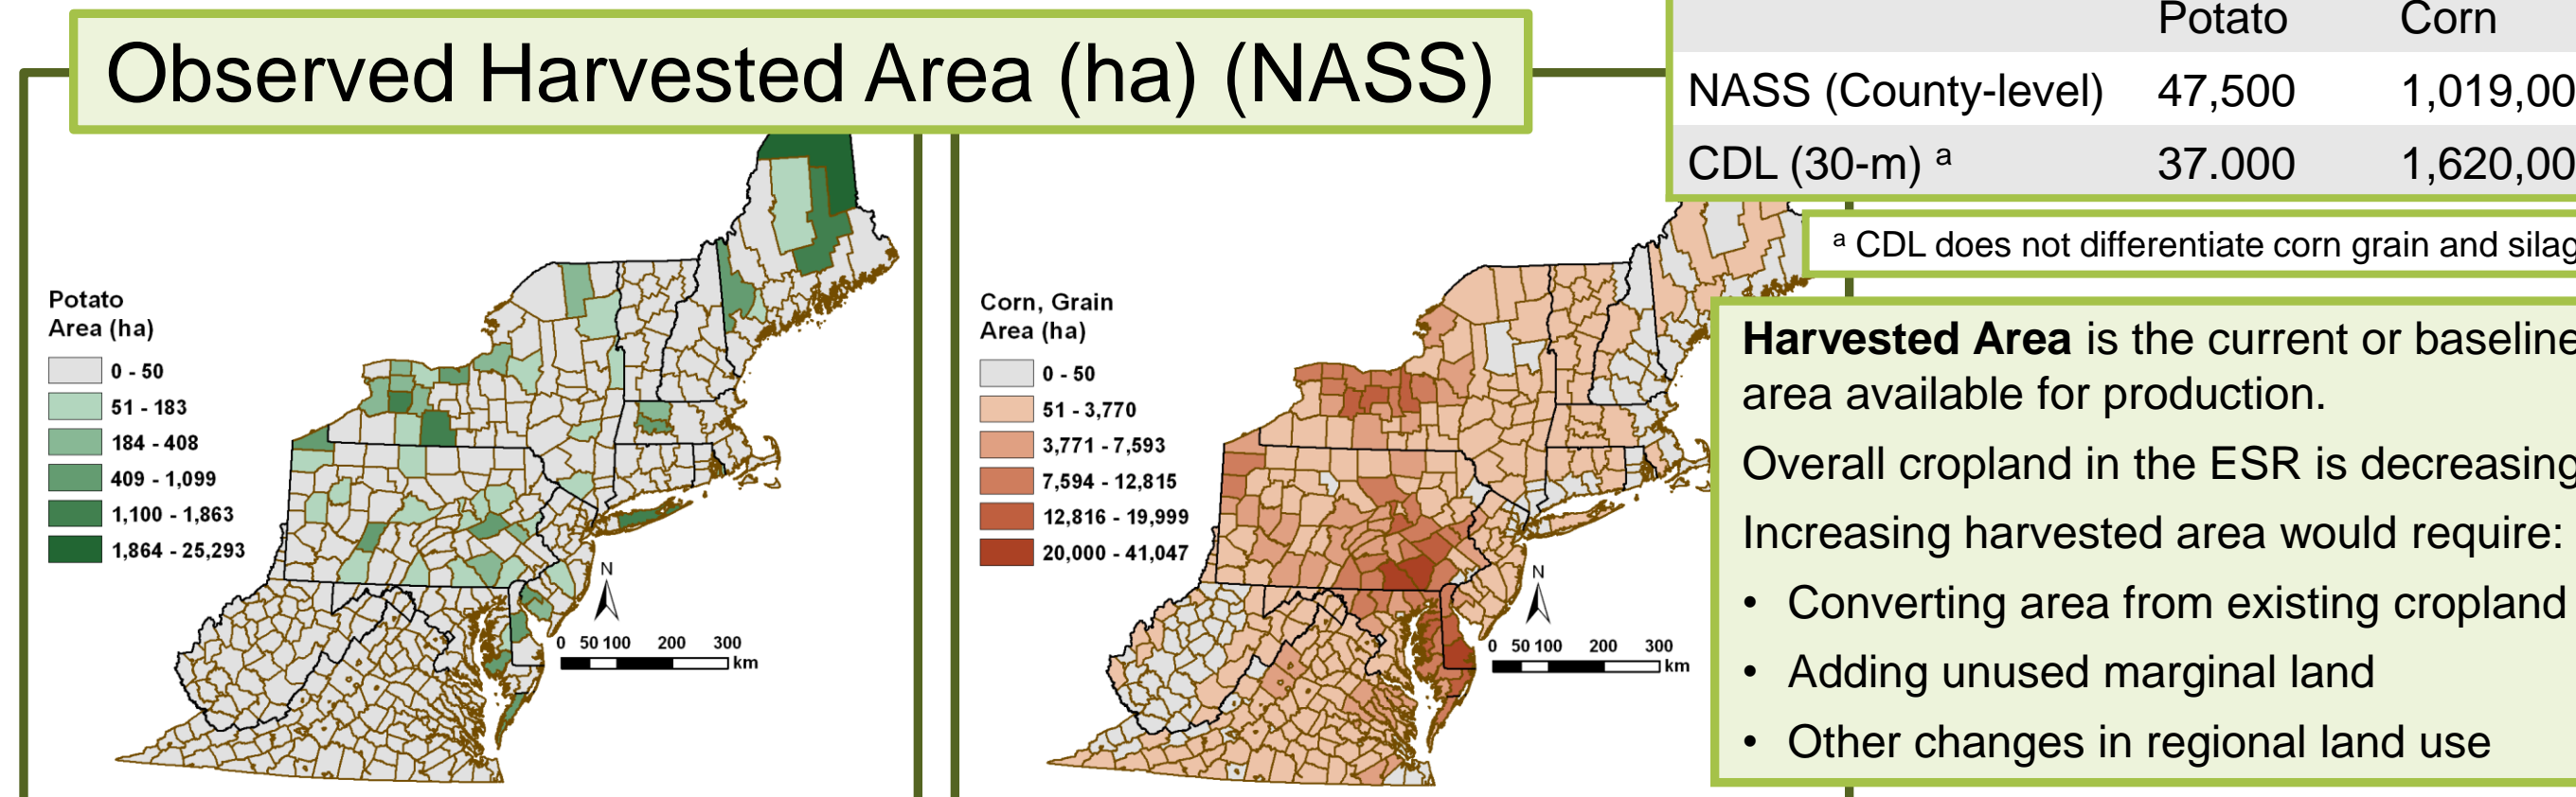 Observed Harvested Area (ha) (NASS)
Potato Corn
NASS (County-level) 47,500 1,019,00
CDL (30-m) a 37.000 1,620,00
a CDL does not differentiate corn grain and silag
Potato
Area (ha)
0 - 50
51 - 183
184 - 408
409 - 1,099
1,100 - 1,863
1,864 - 25,293
N
0 50 100 200 300
km
Corn, Grain
Area (ha)
0 - 50
51 - 3,770
3,771 - 7,593
7,594 - 12,815
12,816 - 19,999
20,000 - 41,047
N
0 50 100 200 300
km
Harvested Area is the current or baseline
area available for production.
Overall cropland in the ESR is decreasing
Increasing harvested area would require:
• Converting area from existing cropland
• Adding unused marginal land
• Other changes in regional land use